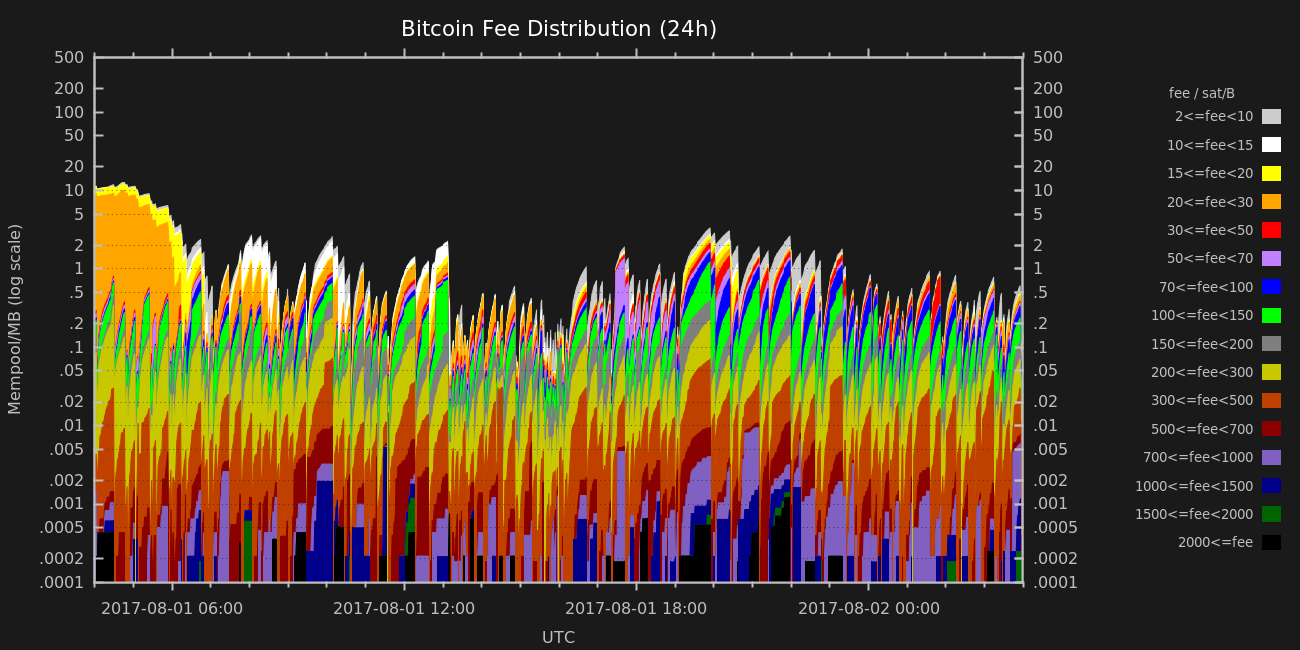 Bitcoin Fee Distribution (24h)
Mempool/MB (log scale)
500
200
100
50
20
10
5
2
1
.5
.2
.1
.05
.02
.01
.005
.002
.001
.0005
.0002
.0001
500
200
100
50
20
10
5
2
1
.5
.2
.1
.05
.02
.01
.005
.002
.001
.0005
.0002
.0001
2017-08-01 06:00
2017-08-01 12:00
2017-08-01 18:00
2017-08-02 00:00
UTC
fee / sat/B
2<=fee<10
10<=fee<15
15<=fee<20
20<=fee<30
30<=fee<50
50<=fee<70
70<=fee<100
100<=fee<150
150<=fee<200
200<=fee<300
300<=fee<500
500<=fee<700
700<=fee<1000
1000<=fee<1500
1500<=fee<2000
2000<=fee